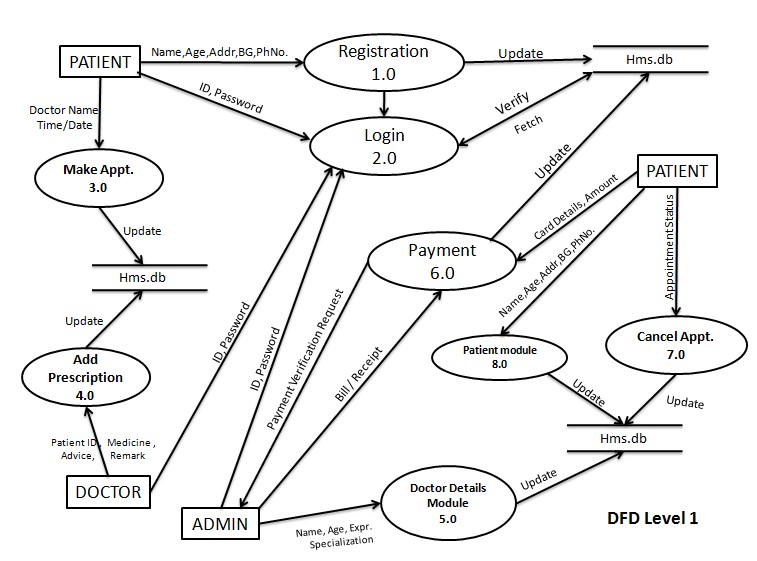 PATIENT
Name,Age,Addr,BG,PhNo.
Registration
1.0
Update
Hms.db
ID, Password
Verify
Fetch
Doctor Name
Time/Date
Login
2.0
Make Appt.
3.0
Update
PATIENT
Card Details, Amount
Update
Appointment Status
Name,Age,Addr,BG,PhNo.
Payment
6.0
Update
Hms.db
Update
ID, Password
ID, Password
Payment Verification Request
Bill / Receipt
Patient module
8.0
Cancel Appt.
7.0
Add
Prescription
4.0
Update
Update
Hms.db
Patient ID, Medicine ,
Advice, Remark
DOCTOR
ADMIN
Name, Age, Expr.
Specialization
Doctor Details
Module
5.0
Update
DFD Level 1